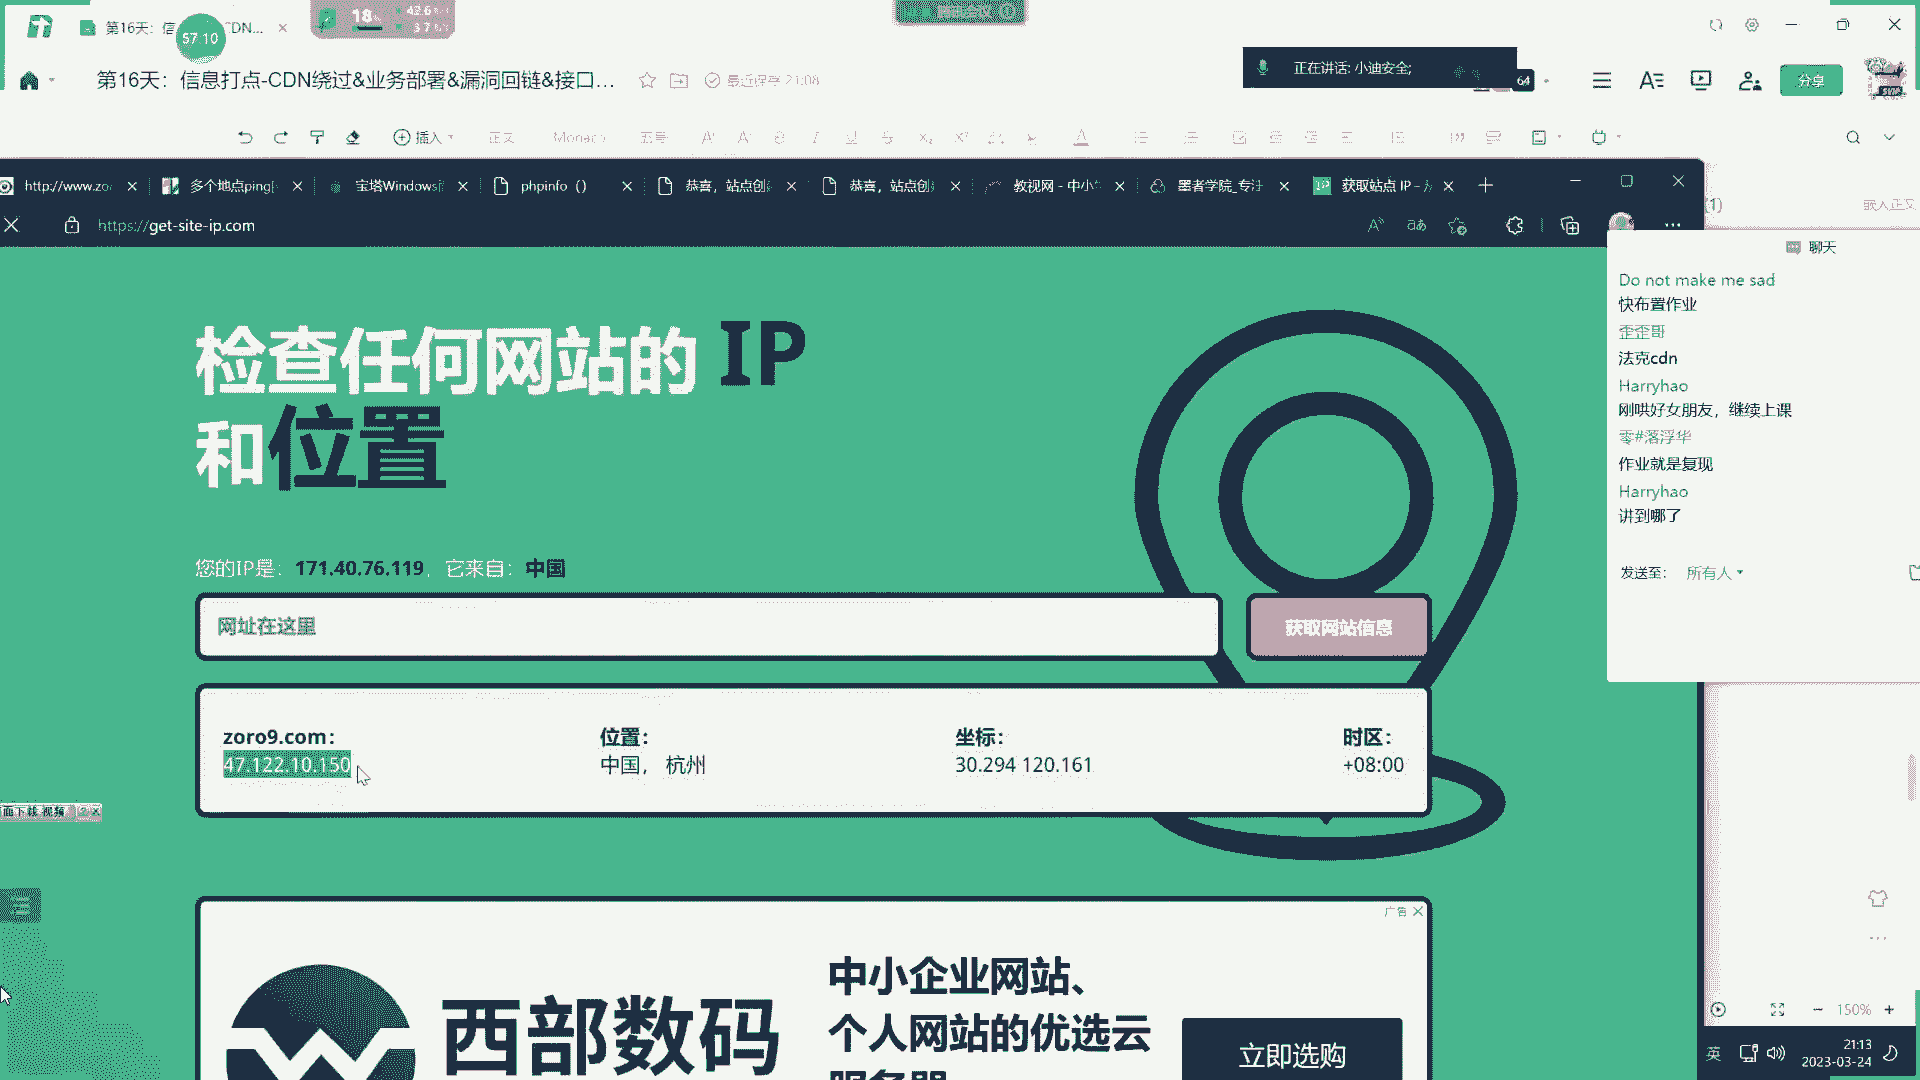 第16天：信
DN...
57:10
18
第16天：信息打点-CDN绕过&业务部署&漏洞回链&接口...
最近保存 21:08
正在讲话: 小迪安全;
64
分享
插入
正文
Monaco
五号
http://www.zo
多个地点ping[
宝塔Windows
phpinfo ()
恭喜，站点创
恭喜，站点创
教视网 - 中小
墨者学院_专注
获取站点 IP -
https://get-site-ip.com
检查任何网站的 IP
和位置
您的IP是：171.40.76.119，它来自：中国
网址在这里
获取网站信息
zoro9.com：
47.122.10.150
位置：
中国， 杭州
坐标：
30.294 120.161
时区：
+08:00
广告
西部数码
中小企业网站、
个人网站的优选云
服务器
立即选购
嵌入正文
聊天
Do not make me sad
快布置作业
歪歪哥
法克cdn
Harryhao
刚哄好女朋友，继续上课
零#落浮华
作业就是复现
Harryhao
讲到哪了
发送至：
所有人
150%
英
21:13
2023-03-24